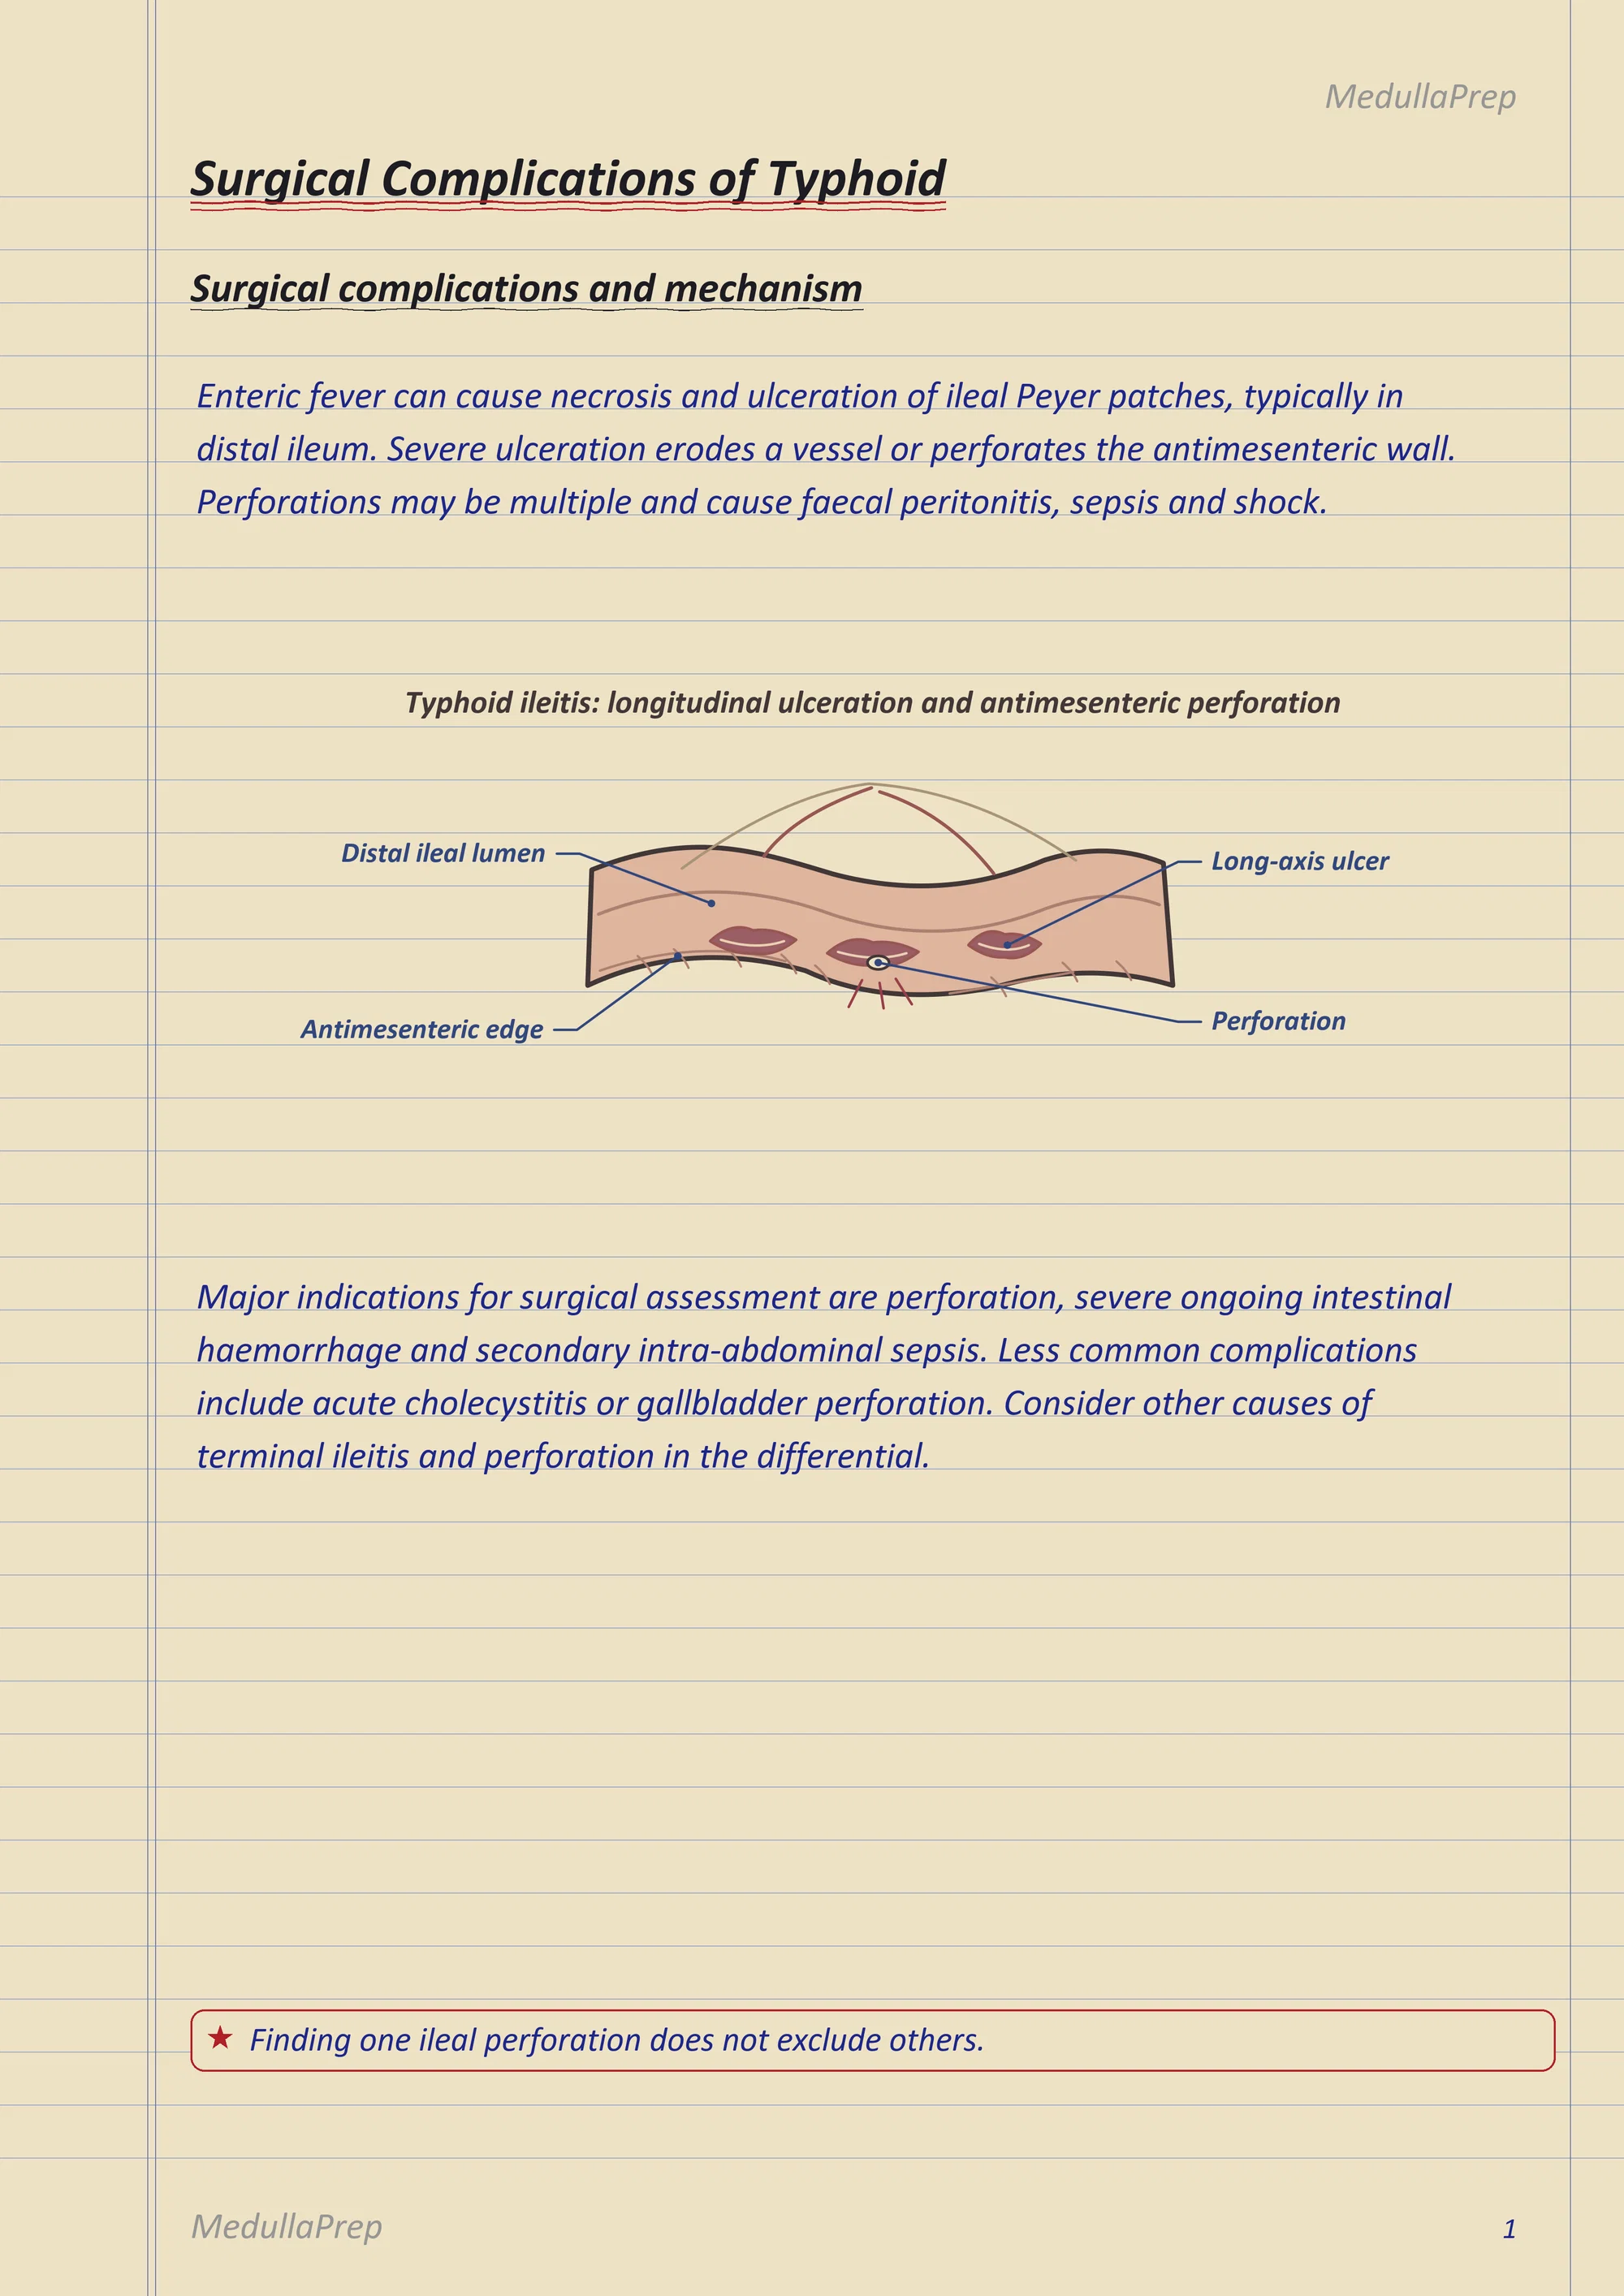 MedullaPrep
Surgical Complications of Typhoid
Surgical complications and mechanism
Enteric fever can cause necrosis and ulceration of ileal Peyer patches, typically in
distal ileum. Severe ulceration erodes a vessel or perforates the antimesenteric wall.
Perforations may be multiple and cause faecal peritonitis, sepsis and shock.
Typhoid ileitis: longitudinal ulceration and antimesenteric perforation
Distal ileal lumen
Long-axis ulcer
Antimesenteric edge
Perforation
Major indications for surgical assessment are perforation, severe ongoing intestinal
haemorrhage and secondary intra-abdominal sepsis. Less common complications
include acute cholecystitis or gallbladder perforation. Consider other causes of
terminal ileitis and perforation in the differential.
★ Finding one ileal perforation does not exclude others.
MedullaPrep
1